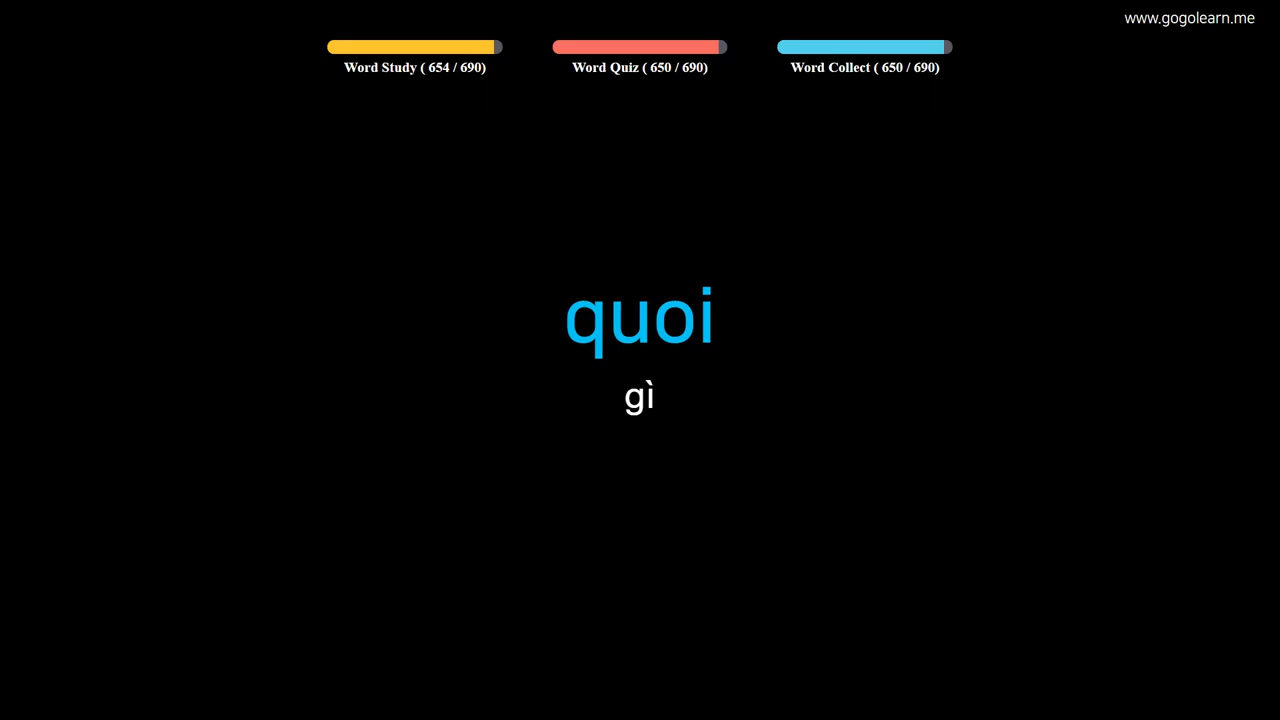 www.gogolearn.me
Word Study ( 654 / 690)
Word Quiz ( 650 / 690)
Word Collect ( 650 / 690)
quoi
gì